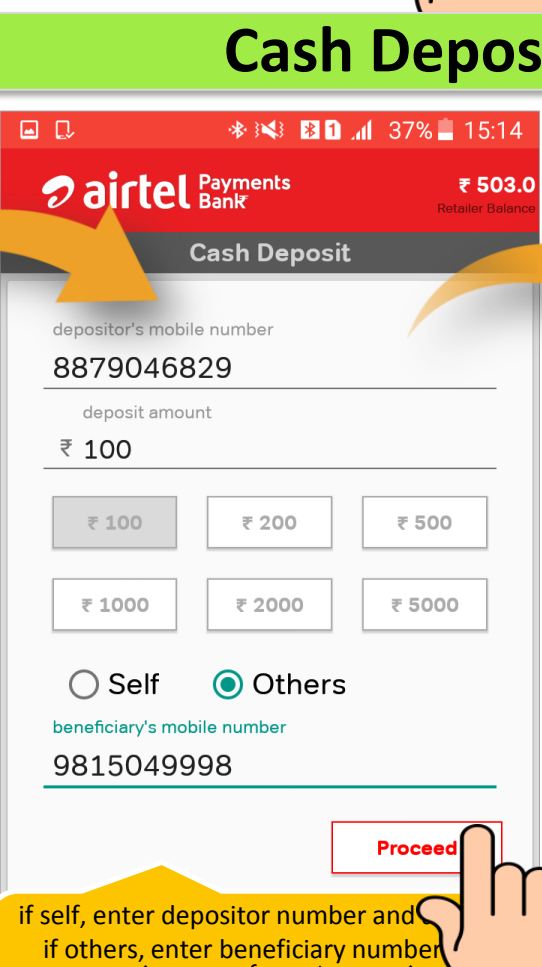 Cash Depos
37% 15:14
airtel Payments Bank
₹ 503.0
Retailer Balance
Cash Deposit
depositor's mobile number
8879046829
deposit amount
₹ 100
₹ 100 ₹ 200 ₹ 500
₹ 1000 ₹ 2000 ₹ 5000
Self Others
beneficiary's mobile number
9815049998
Proceed
if self, enter depositor number and
if others, enter beneficiary number